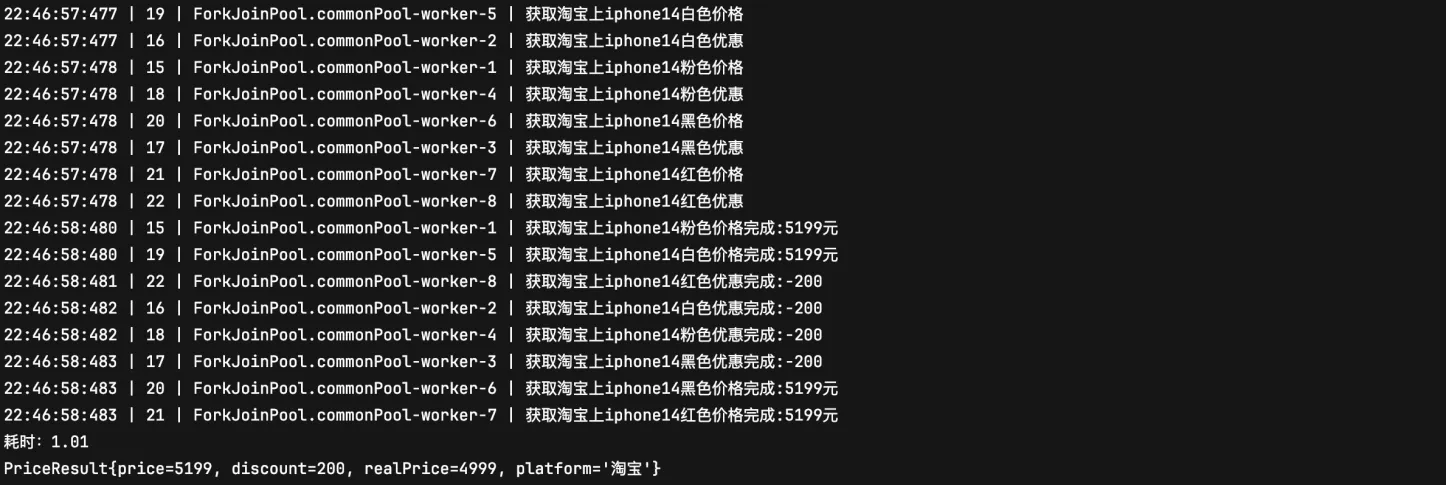 22:46:57:477 | 19 | ForkJoinPool.commonPool-worker-5 | 获取淘宝上iphone14白色价格
22:46:57:477 | 16 | ForkJoinPool.commonPool-worker-2 | 获取淘宝上iphone14白色优惠
22:46:57:478 | 15 | ForkJoinPool.commonPool-worker-1 | 获取淘宝上iphone14粉色价格
22:46:57:478 | 18 | ForkJoinPool.commonPool-worker-4 | 获取淘宝上iphone14粉色优惠
22:46:57:478 | 20 | ForkJoinPool.commonPool-worker-6 | 获取淘宝上iphone14黑色价格
22:46:57:478 | 17 | ForkJoinPool.commonPool-worker-3 | 获取淘宝上iphone14黑色优惠
22:46:57:478 | 21 | ForkJoinPool.commonPool-worker-7 | 获取淘宝上iphone14红色价格
22:46:57:478 | 22 | ForkJoinPool.commonPool-worker-8 | 获取淘宝上iphone14红色优惠
22:46:58:480 | 15 | ForkJoinPool.commonPool-worker-1 | 获取淘宝上iphone14粉色价格完成:5199元
22:46:58:480 | 19 | ForkJoinPool.commonPool-worker-5 | 获取淘宝上iphone14白色价格完成:5199元
22:46:58:481 | 22 | ForkJoinPool.commonPool-worker-8 | 获取淘宝上iphone14红色优惠完成:-200
22:46:58:482 | 16 | ForkJoinPool.commonPool-worker-2 | 获取淘宝上iphone14白色优惠完成:-200
22:46:58:482 | 18 | ForkJoinPool.commonPool-worker-4 | 获取淘宝上iphone14粉色优惠完成:-200
22:46:58:483 | 17 | ForkJoinPool.commonPool-worker-3 | 获取淘宝上iphone14黑色优惠完成:-200
22:46:58:483 | 20 | ForkJoinPool.commonPool-worker-6 | 获取淘宝上iphone14黑色价格完成:5199元
22:46:58:483 | 21 | ForkJoinPool.commonPool-worker-7 | 获取淘宝上iphone14红色价格完成:5199元
耗时: 1.01
PriceResult{price=5199, discount=200, realPrice=4999, platform='淘宝'}